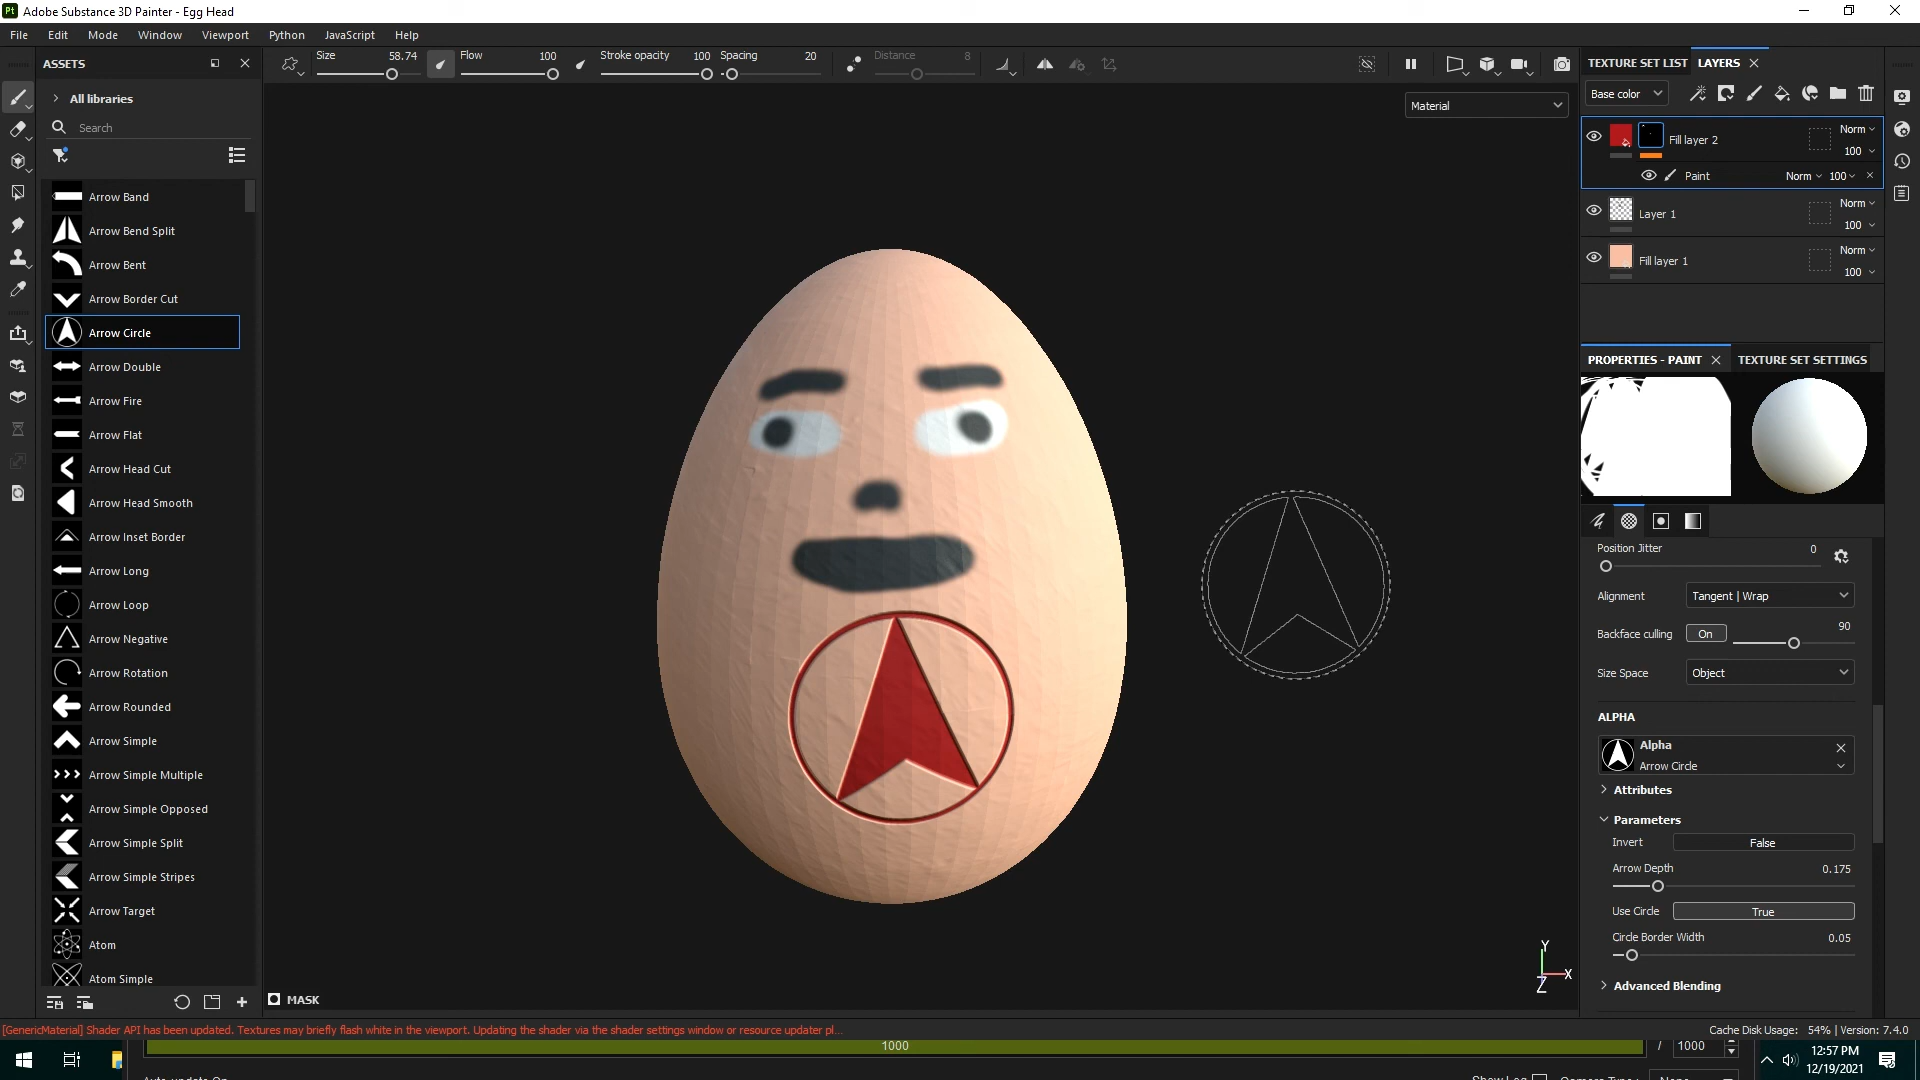 Pt Adobe Substance 3D Painter - Egg Head
File Edit Mode Window Viewport Python JavaScript Help
ASSETS
Size 58.74 Flow 100 Stroke opacity 100 Spacing 20 Distance 8
All libraries
Search
Arrow Band
Arrow Bend Split
Arrow Bent
Arrow Border Cut
Arrow Circle
Arrow Double
Arrow Fire
Arrow Flat
Arrow Head Cut
Arrow Head Smooth
Arrow Inset Border
Arrow Long
Arrow Loop
Arrow Negative
Arrow Rotation
Arrow Rounded
Arrow Simple
Arrow Simple Multiple
Arrow Simple Opposed
Arrow Simple Split
Arrow Simple Stripes
Arrow Target
Atom
Atom Simple
Material
Y
X
Z
MASK
TEXTURE SET LIST LAYERS
Base color
Fill layer 2 Norm
100
Paint Norm 100
Layer 1 Norm
100
Fill layer 1 Norm
100
PROPERTIES - PAINT TEXTURE SET SETTINGS
Position Jitter 0
Alignment Tangent | Wrap
Backface culling On 90
Size Space Object
ALPHA
Alpha
Arrow Circle
Attributes
Parameters
Invert False
Arrow Depth 0.175
Use Circle True
Circle Border Width 0.05
Advanced Blending
[GenericMaterial] Shader API has been updated. Textures may briefly flash white in the viewport. Updating the shader via the shader settings window or resource updater pl...
Cache Disk Usage: 54% | Version: 7.4.0
1000 / 1000
12:57 PM
12/19/2021